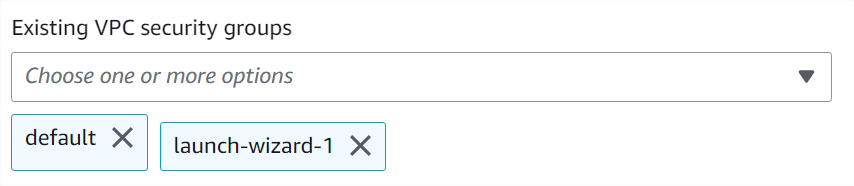 Existing VPC security groups
Choose one or more options
default
launch-wizard-1